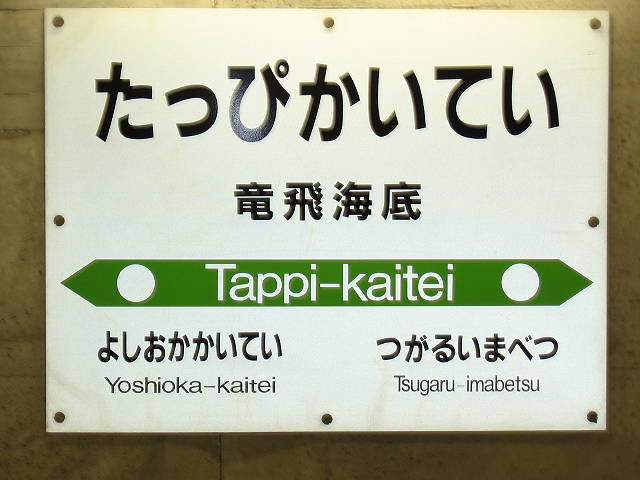 たっぴかいてい
竜飛海底
Tappi-kaitei
よしおかかいてい つがるいまべつ
Yoshioka-kaitei Tsugaru-imabetsu